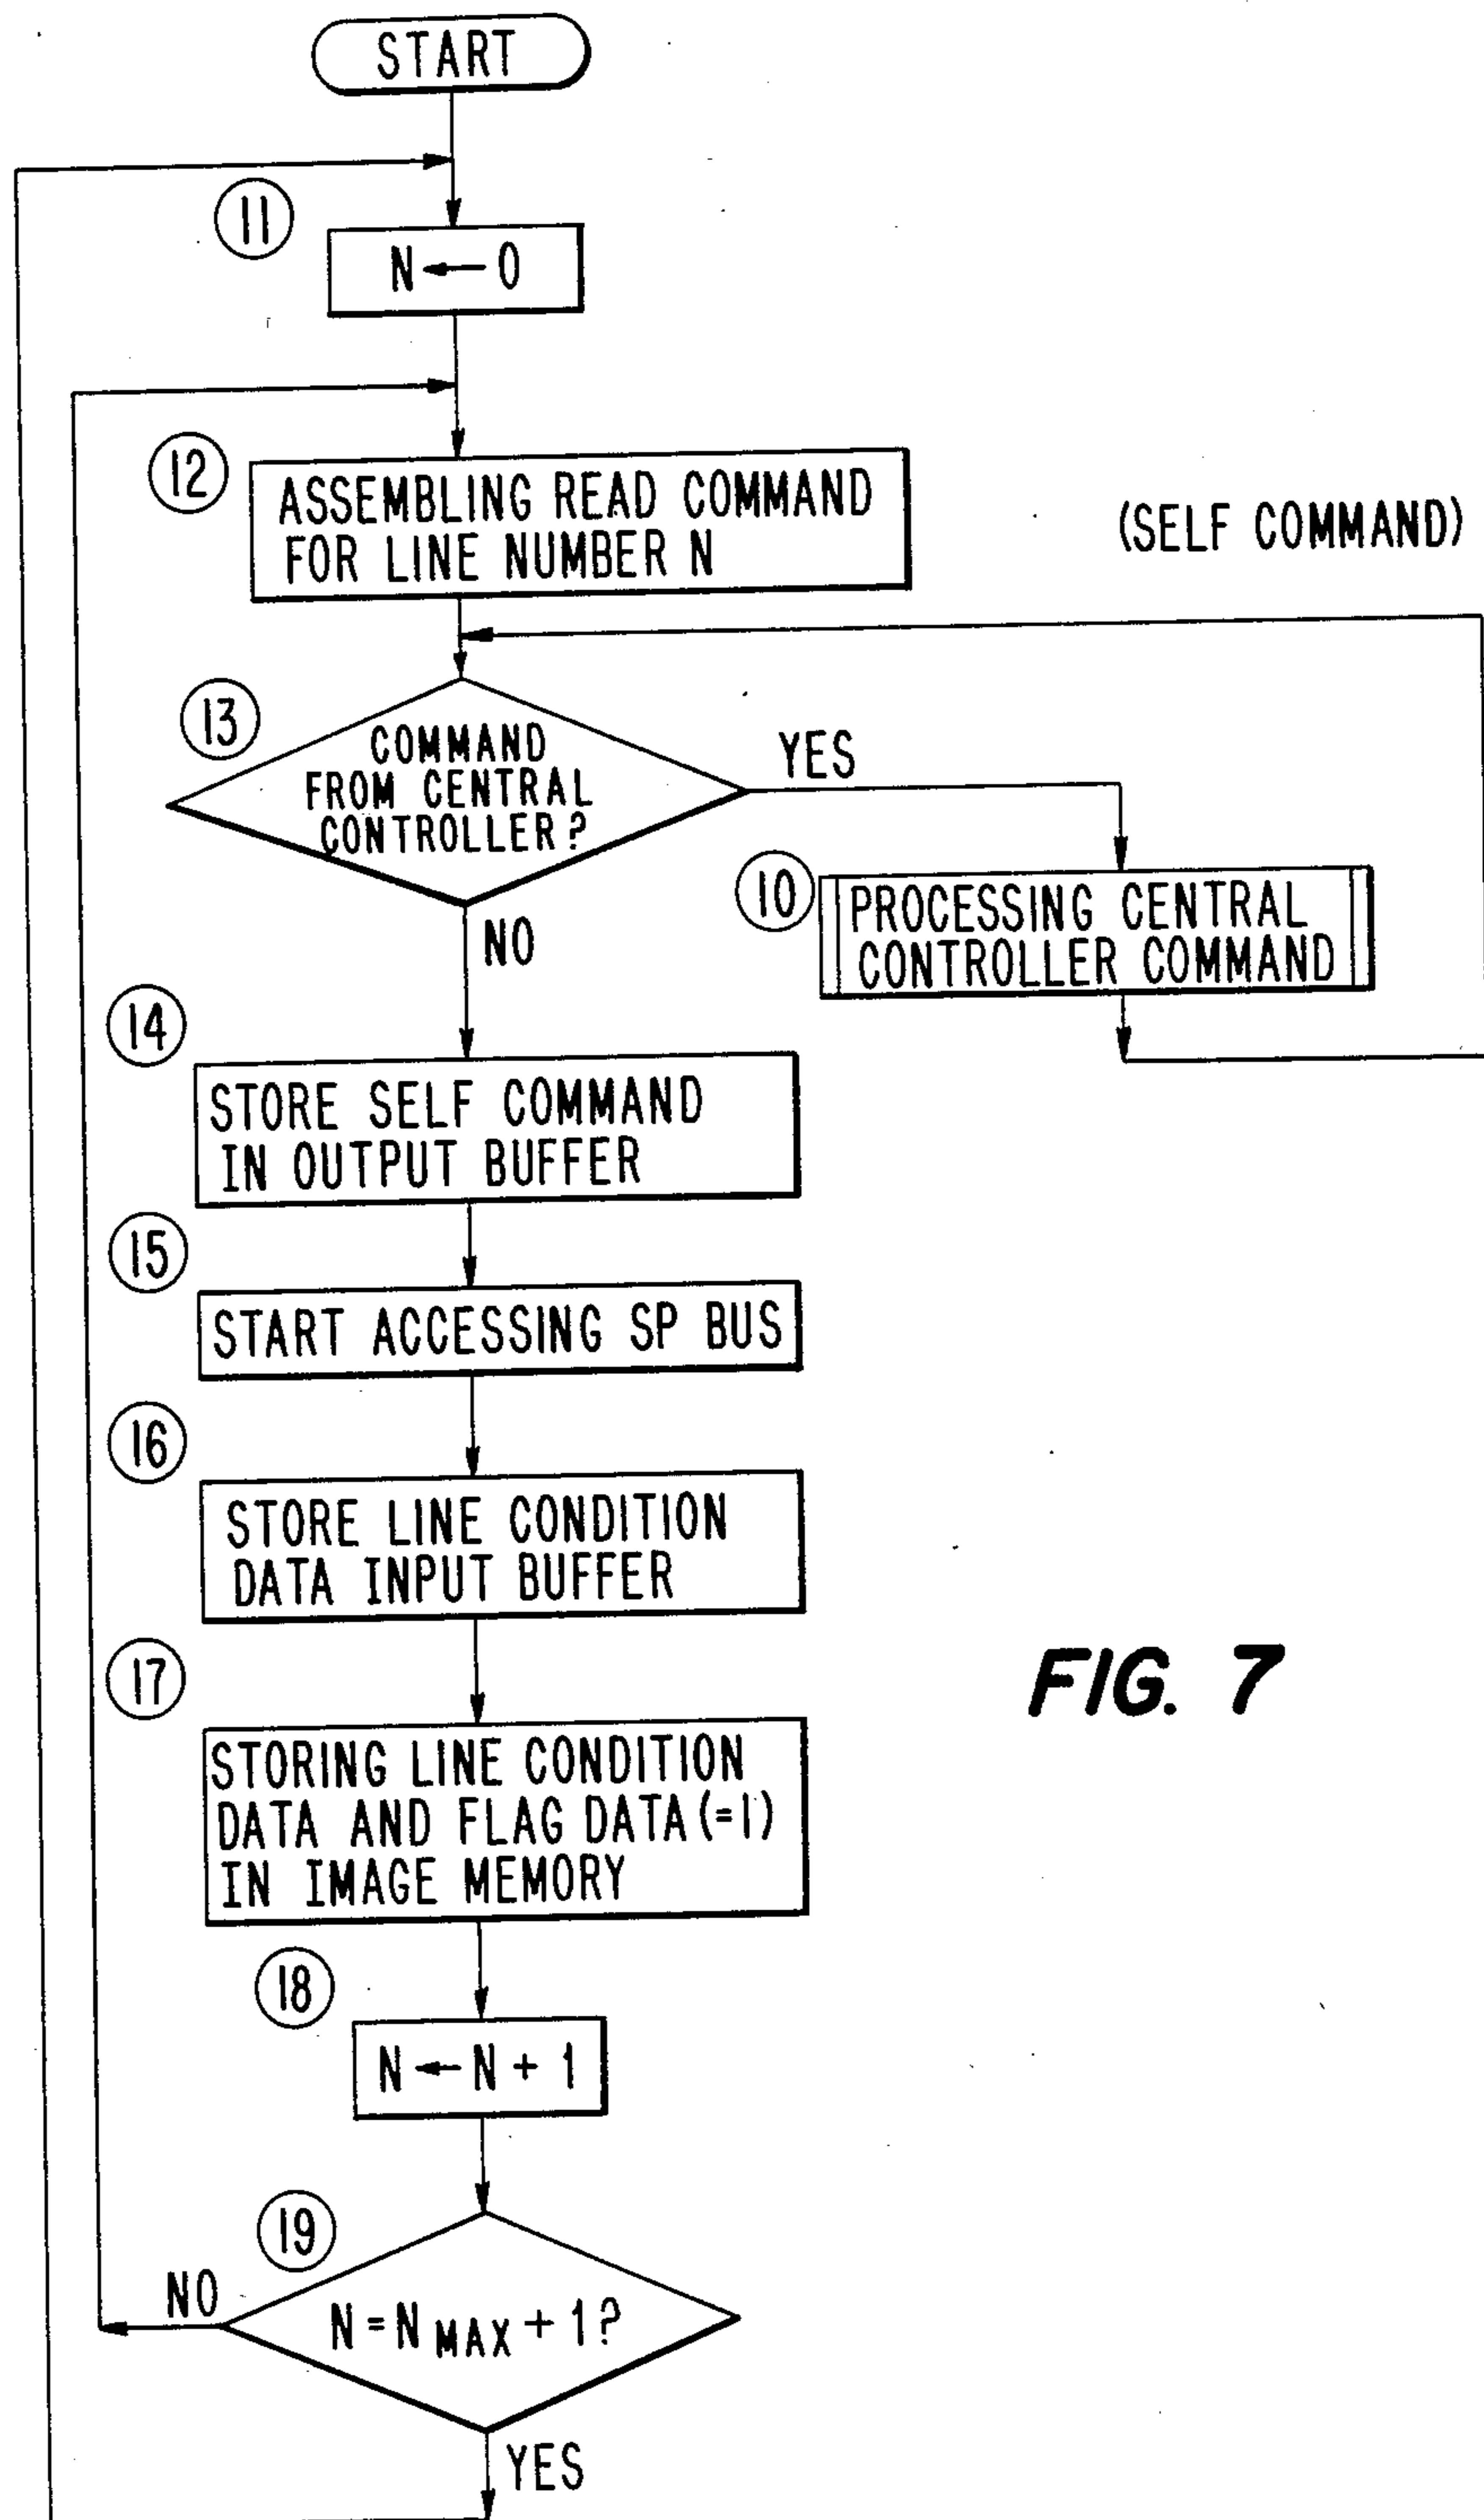 START
11
N ← 0
12
ASSEMBLING READ COMMAND
FOR LINE NUMBER N
(SELF COMMAND)
13
COMMAND
FROM CENTRAL
CONTROLLER?
YES
NO
10
PROCESSING CENTRAL
CONTROLLER COMMAND
14
STORE SELF COMMAND
IN OUTPUT BUFFER
15
START ACCESSING SP BUS
16
STORE LINE CONDITION
DATA INPUT BUFFER
17
STORING LINE CONDITION
DATA AND FLAG DATA (=1)
IN IMAGE MEMORY
FIG. 7
18
N ← N + 1
19
N = N MAX + 1?
NO
YES